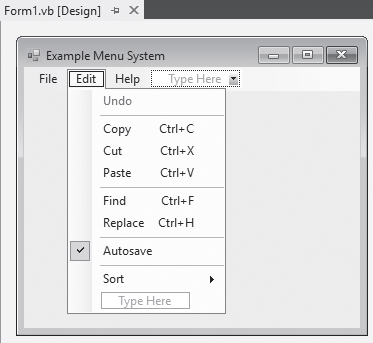 Form1.vb [Design]
Example Menu System
File Edit Help Type Here
Undo
Copy Ctrl+C
Cut Ctrl+X
Paste Ctrl+V
Find Ctrl+F
Replace Ctrl+H
Autosave
Sort
Type Here